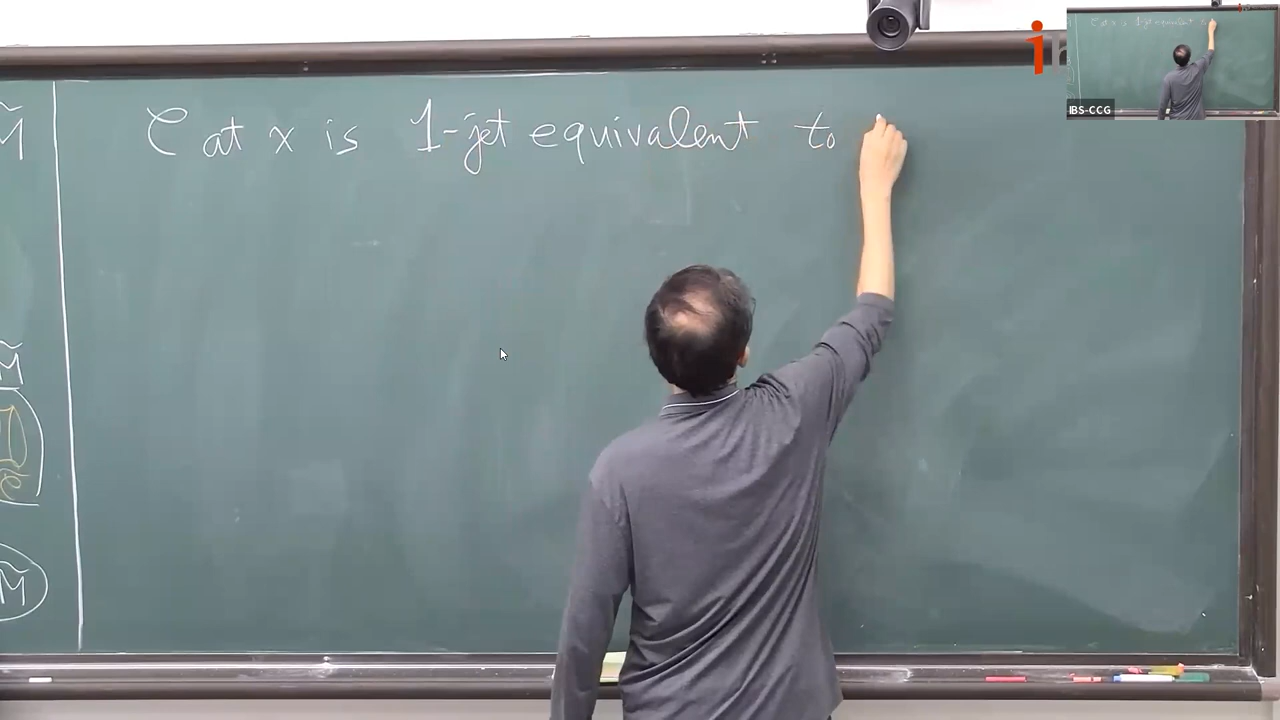 𝒞 at x is 1-jet equivalent to
M̃
M̃
M̃
IBS-CCG